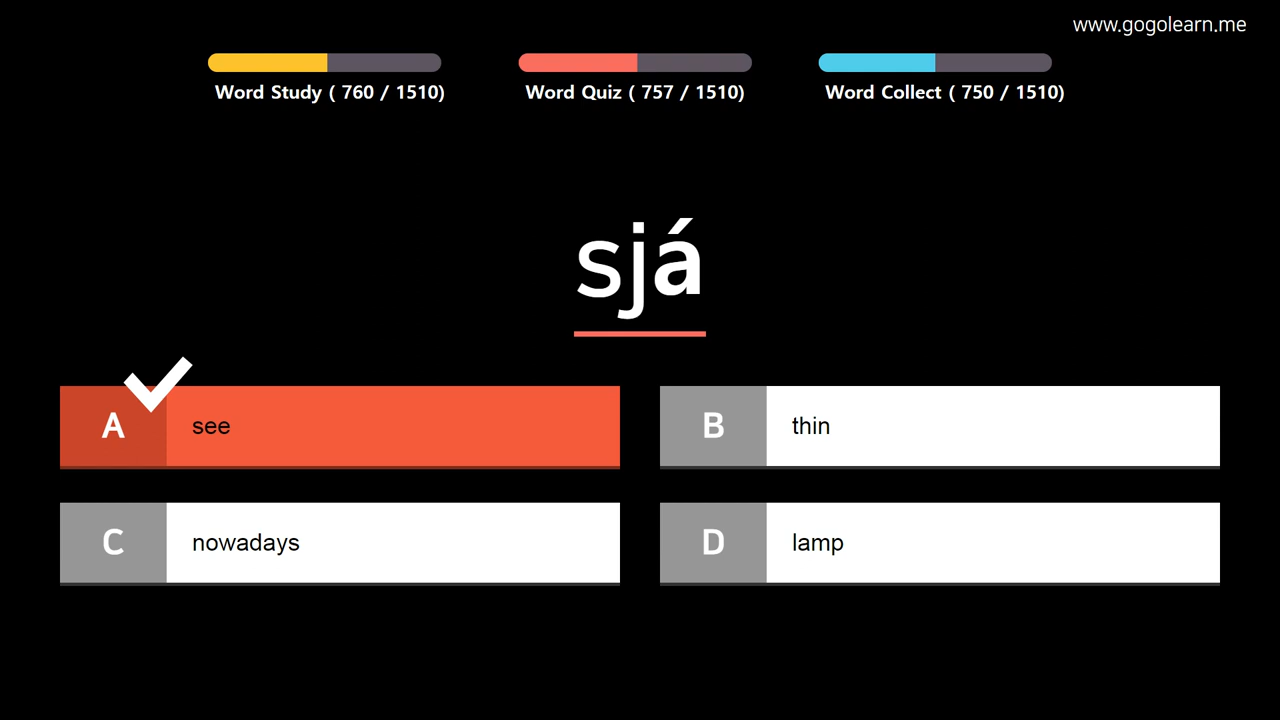 www.gogolearn.me
Word Study ( 760 / 1510)
Word Quiz ( 757 / 1510)
Word Collect ( 750 / 1510)
sjá
A see
B thin
C nowadays
D lamp